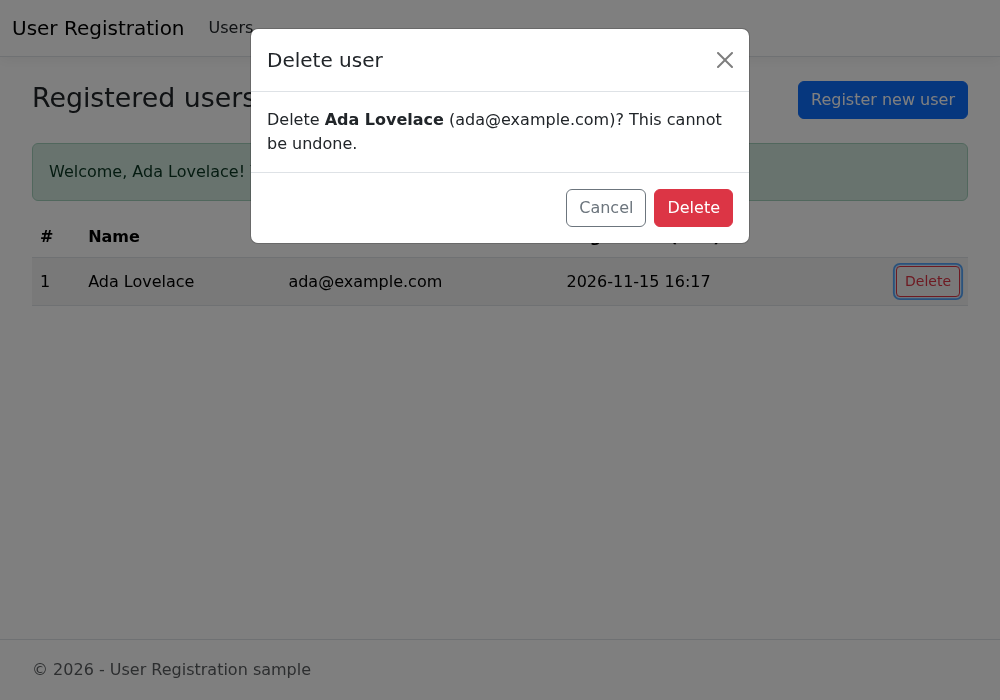 User Registration Users
Delete user
Registered users
Register new user
Delete Ada Lovelace (ada@example.com)? This cannot
be undone.
Welcome, Ada Lovelace!
Cancel Delete
# Name
1 Ada Lovelace ada@example.com 2026-11-15 16:17 Delete
© 2026 - User Registration sample